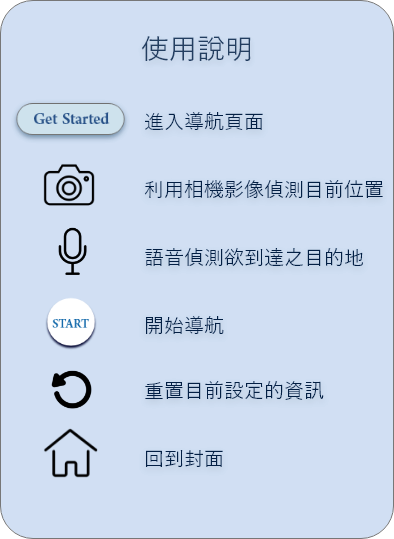 使用說明
Get Started 進入導航頁面
利用相機影像偵測目前位置
語音偵測欲到達之目的地
START 開始導航
重置目前設定的資訊
回到封面